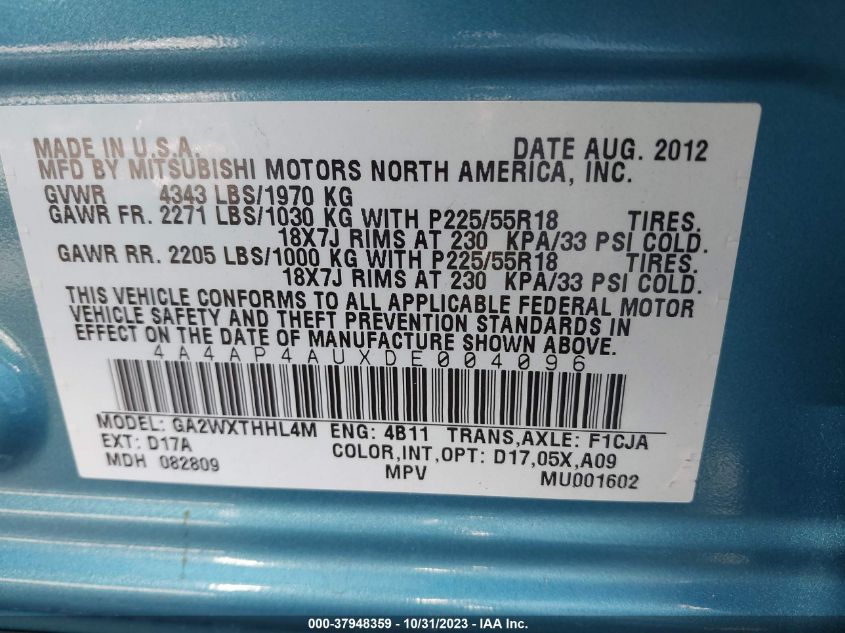 MADE IN U.S.A. DATE AUG. 2012
MFD BY MITSUBISHI MOTORS NORTH AMERICA, INC.
GVWR 4343 LBS/1970 KG
GAWR FR. 2271 LBS/1030 KG WITH P225/55R18 TIRES.
18X7J RIMS AT 230 KPA/33 PSI COLD.
GAWR RR. 2205 LBS/1000 KG WITH P225/55R18 TIRES.
18X7J RIMS AT 230 KPA/33 PSI COLD.
THIS VEHICLE CONFORMS TO ALL APPLICABLE FEDERAL MOTOR
VEHICLE SAFETY AND THEFT PREVENTION STANDARDS IN
EFFECT ON THE DATE OF MANUFACTURE SHOWN ABOVE.
4A4AP4AUXDE004096
MODEL: GA2WXTHHL4M ENG: 4B11 TRANS,AXLE: F1CJA
EXT: D17A COLOR,INT,OPT: D17,05X,A09
MDH 082809 MPV MU001602
000-37948359 - 10/31/2023 - IAAI Inc.